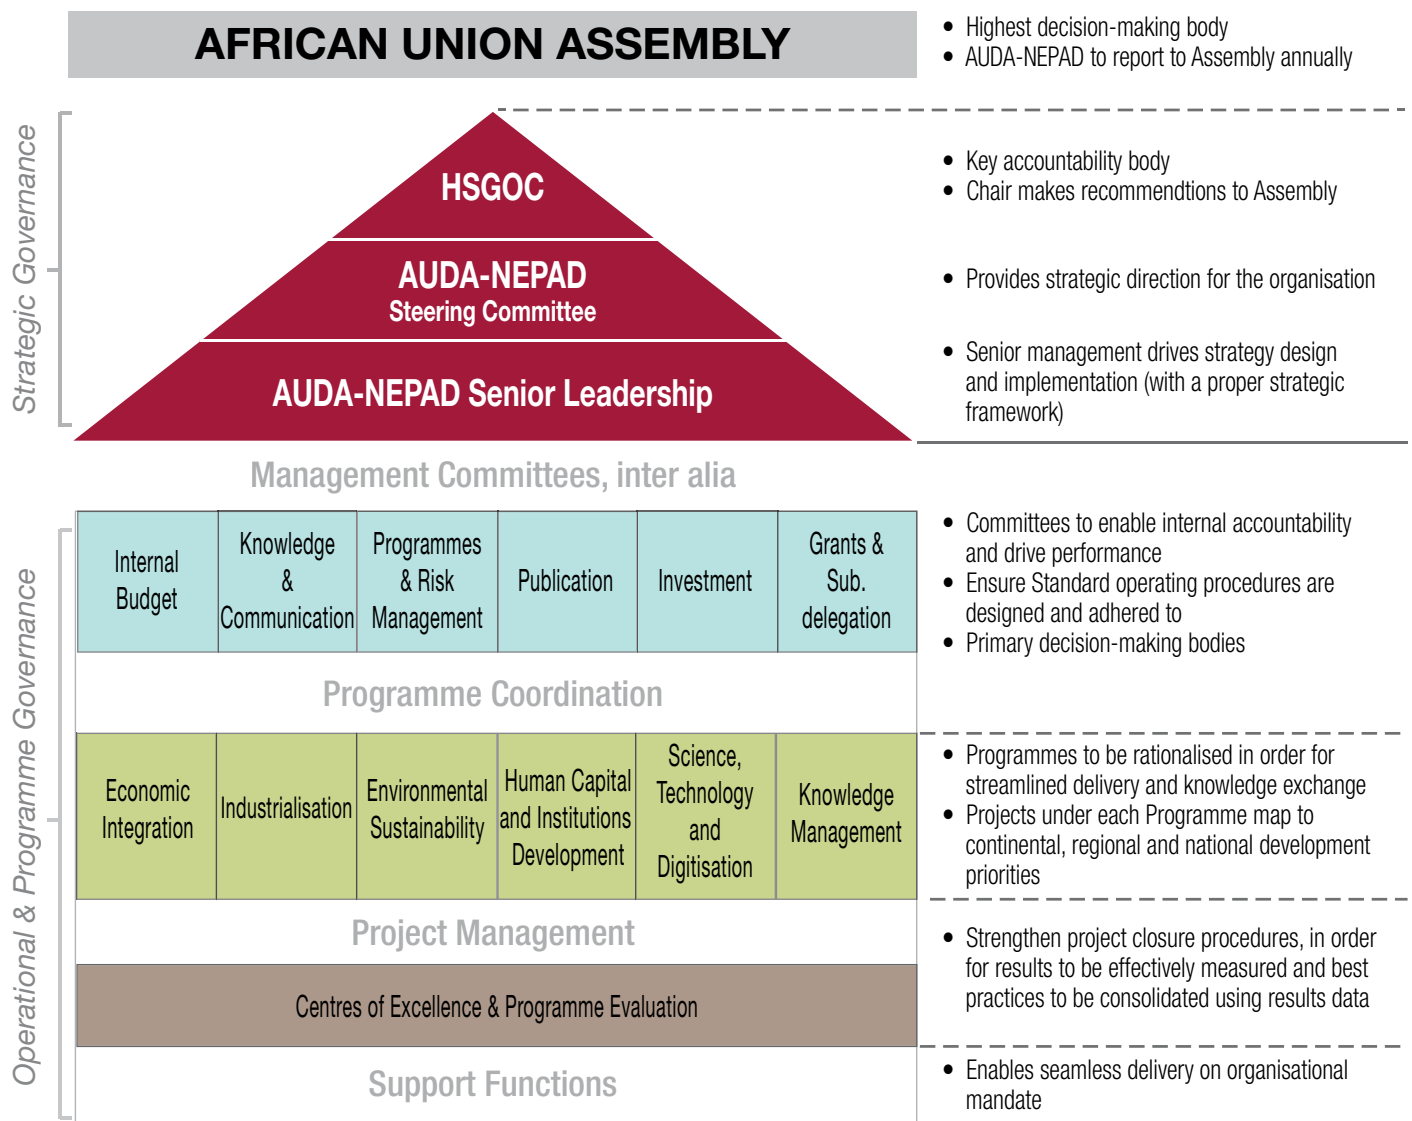 AFRICAN UNION ASSEMBLY
• Highest decision-making body
• AUDA-NEPAD to report to Assembly annually
Strategic Governance
HSGOC
• Key accountability body
• Chair makes recommendtions to Assembly
AUDA-NEPAD
Steering Committee
• Provides strategic direction for the organisation
AUDA-NEPAD Senior Leadership
• Senior management drives strategy design
and implementation (with a proper strategic
framework)
Management Committees, inter alia
Operational & Programme Governance
Internal
Budget
Knowledge
&
Communication
Programmes
& Risk
Management
Publication
Investment
Grants &
Sub.
delegation
• Committees to enable internal accountability
and drive performance
• Ensure Standard operating procedures are
designed and adhered to
• Primary decision-making bodies
Programme Coordination
Economic
Integration
Industrialisation
Environmental
Sustainability
Human Capital
and Institutions
Development
Science,
Technology
and
Digitisation
Knowledge
Management
• Programmes to be rationalised in order for
streamlined delivery and knowledge exchange
• Projects under each Programme map to
continental, regional and national development
priorities
Project Management
Centres of Excellence & Programme Evaluation
• Strengthen project closure procedures, in order
for results to be effectively measured and best
practices to be consolidated using results data
Support Functions
• Enables seamless delivery on organisational
mandate